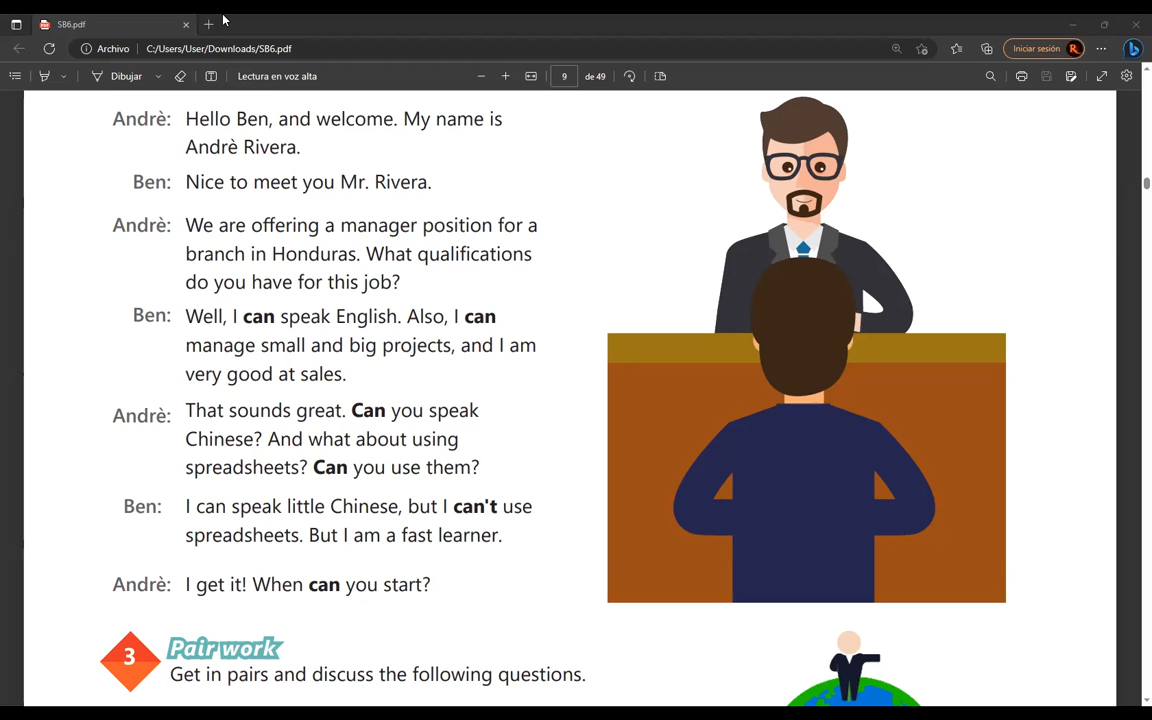 SB6.pdf
Archivo C:/Users/User/Downloads/SB6.pdf
Iniciar sesión R
Dibujar Lectura en voz alta 9 de 49
Andrè: Hello Ben, and welcome. My name is
Andrè Rivera.
Ben: Nice to meet you Mr. Rivera.
Andrè: We are offering a manager position for a
branch in Honduras. What qualifications
do you have for this job?
Ben: Well, I can speak English. Also, I can
manage small and big projects, and I am
very good at sales.
Andrè: That sounds great. Can you speak
Chinese? And what about using
spreadsheets? Can you use them?
Ben: I can speak little Chinese, but I can't use
spreadsheets. But I am a fast learner.
Andrè: I get it! When can you start?
3 Pair work
Get in pairs and discuss the following questions.